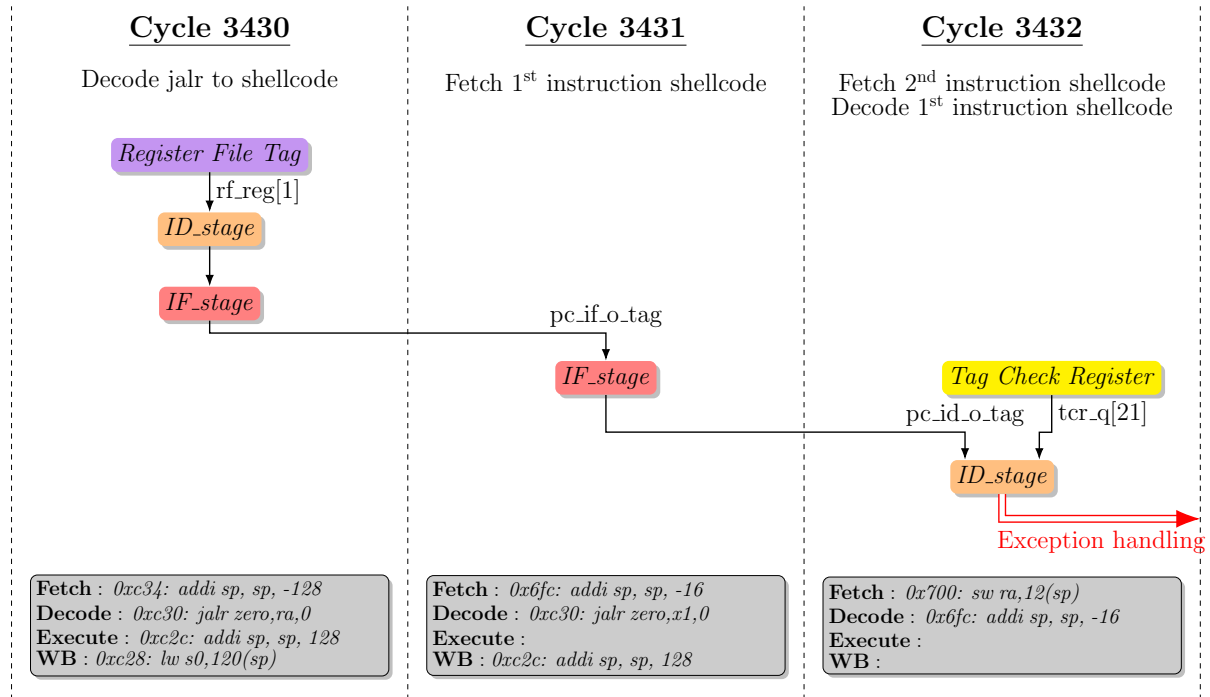 Cycle 3430
Decode jalr to shellcode
Register File Tag
rf_reg[1]
ID_stage
IF_stage
Fetch : 0xc34: addi sp, sp, -128
Decode : 0xc30: jalr zero,ra,0
Execute : 0xc2c: addi sp, sp, 128
WB : 0xc28: lw s0,120(sp)
Cycle 3431
Fetch 1st instruction shellcode
pc_if_o_tag
IF_stage
Fetch : 0x6fc: addi sp, sp, -16
Decode : 0xc30: jalr zero,x1,0
Execute :
WB : 0xc2c: addi sp, sp, 128
Cycle 3432
Fetch 2nd instruction shellcode
Decode 1st instruction shellcode
Tag Check Register
pc_id_o_tag
tcr_q[21]
ID_stage
Exception handling
Fetch : 0x700: sw ra,12(sp)
Decode : 0x6fc: addi sp, sp, -16
Execute :
WB :